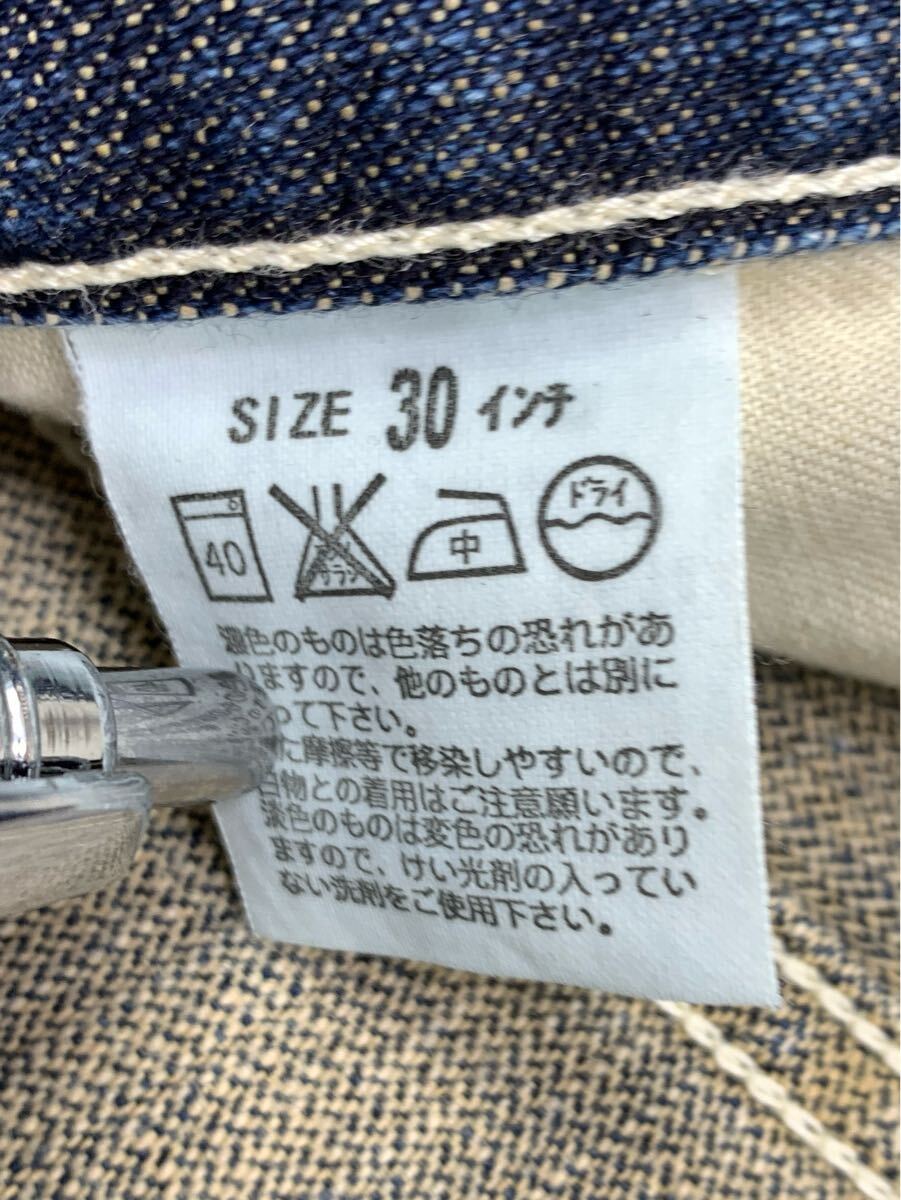 SIZE 30 インチ
40
中
ドライ
濃色のものは色落ちの恐れがあ
りますので、他のものとは別に
って下さい。
に摩擦等で移染しやすいので、
白物との着用はご注意願います。
淡色のものは変色の恐れがあり
ますので、けい光剤の入ってい
ない洗剤をご使用下さい。